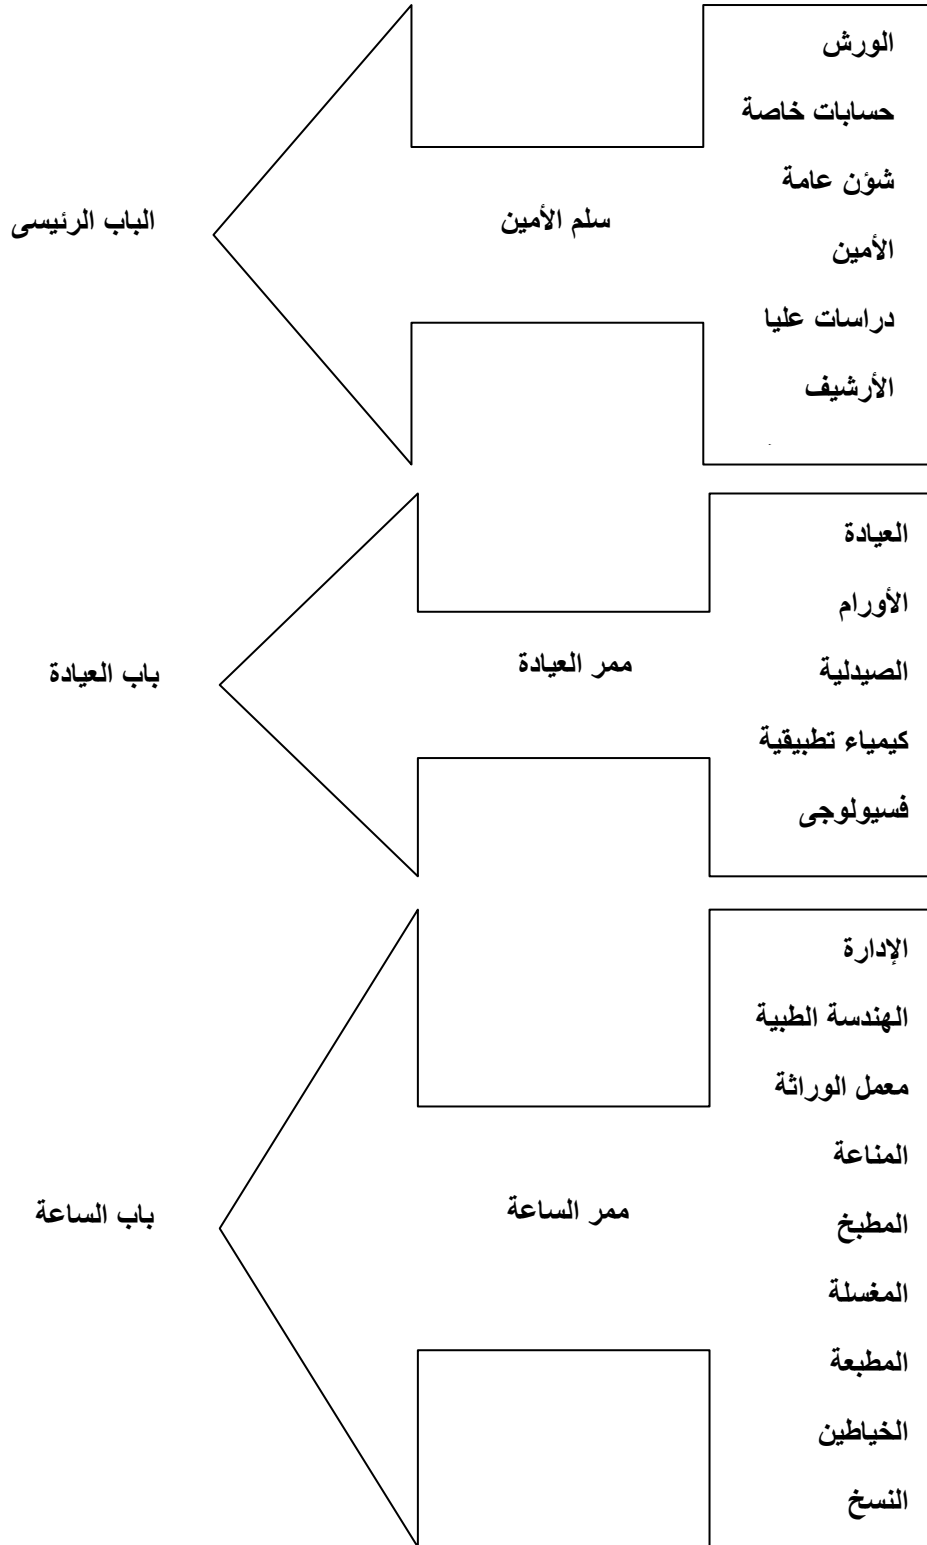 الورش
حسابات خاصة
شؤن عامة
الأمين
دراسات عليا
الأرشيف
سلم الأمين
الباب الرئيسى
العيادة
الأورام
الصيدلية
كيمياء تطبيقية
فسيولوجى
ممر العيادة
باب العيادة
الإدارة
الهندسة الطبية
معمل الوراثة
المناعة
المطبخ
المغسلة
المطبعة
الخياطين
النسخ
ممر الساعة
باب الساعة